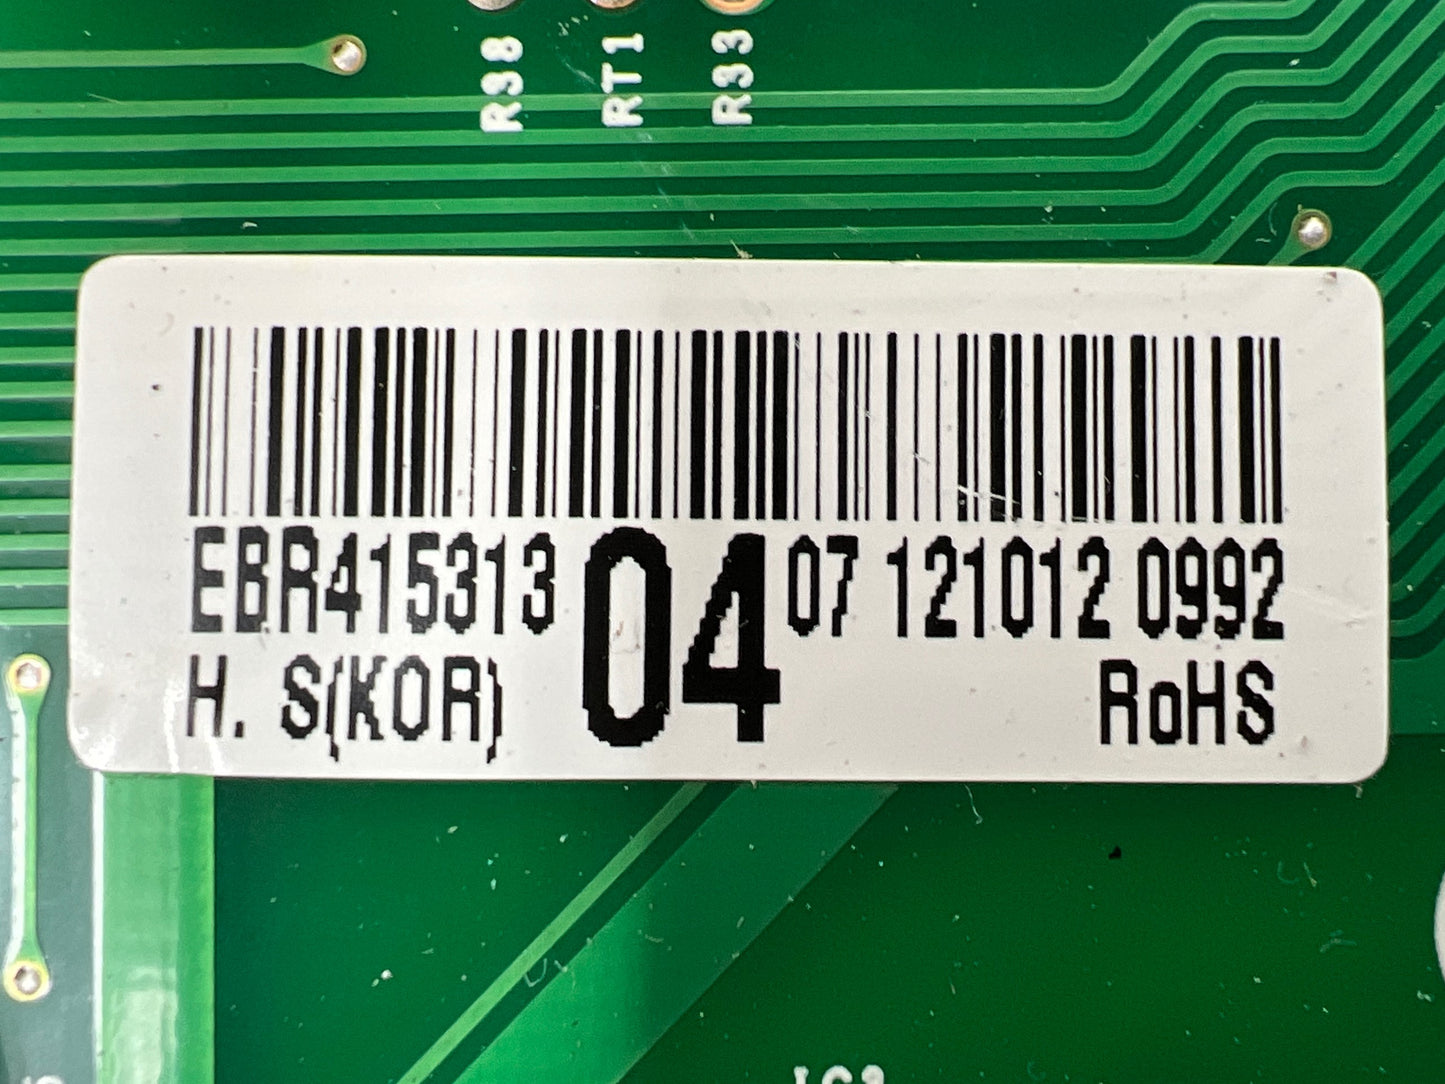 R38
RT1
R33
EBR415313 04 07 121012 0992
H. S(KOR)
RoHS